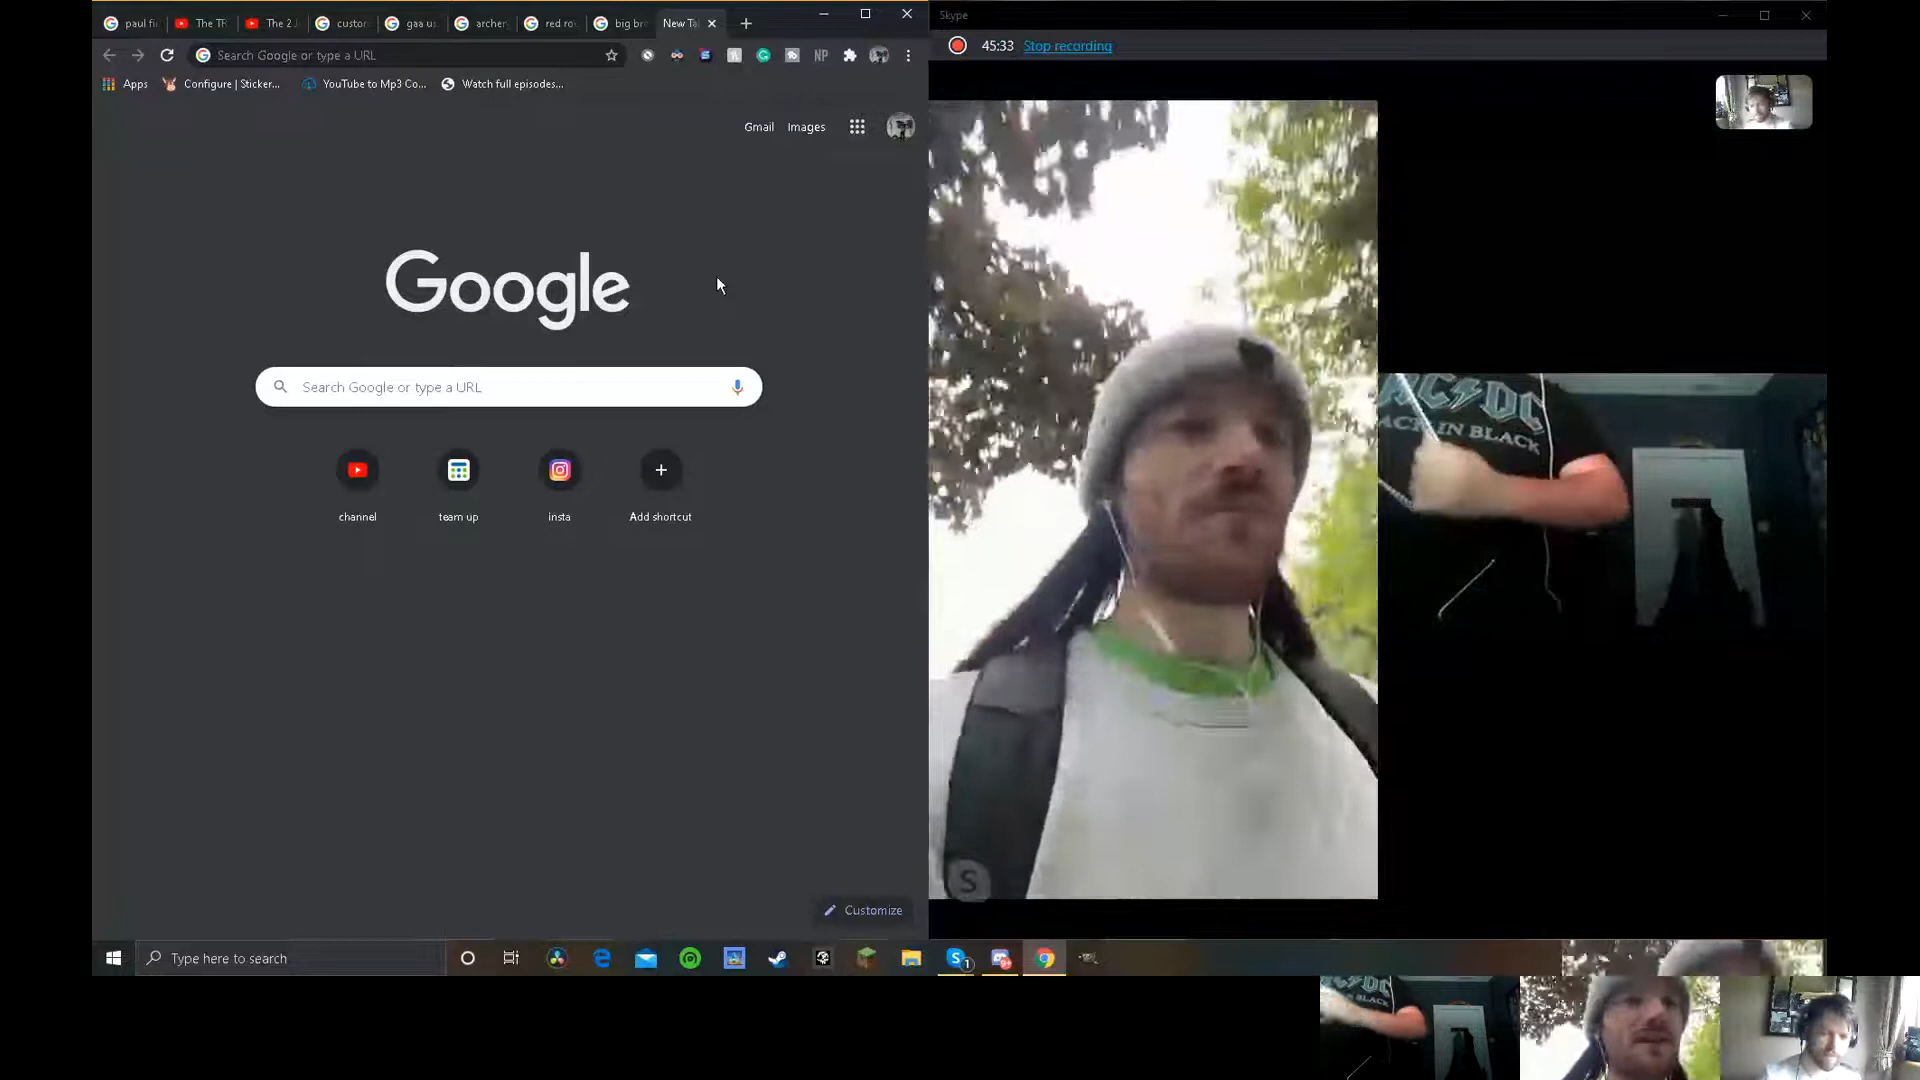 paul fi
The TR
The 2 J
custor
gaa u
archer
red ro
big br
New Ta
Search Google or type a URL
NP
Apps
Configure | Sticker...
YouTube to Mp3 Co...
Watch full episodes...
Gmail
Images
Google
Search Google or type a URL
channel
team up
insta
Add shortcut
Customize
Type here to search
Skype
45:33
Stop recording
AC DC
BACK IN BLACK
S